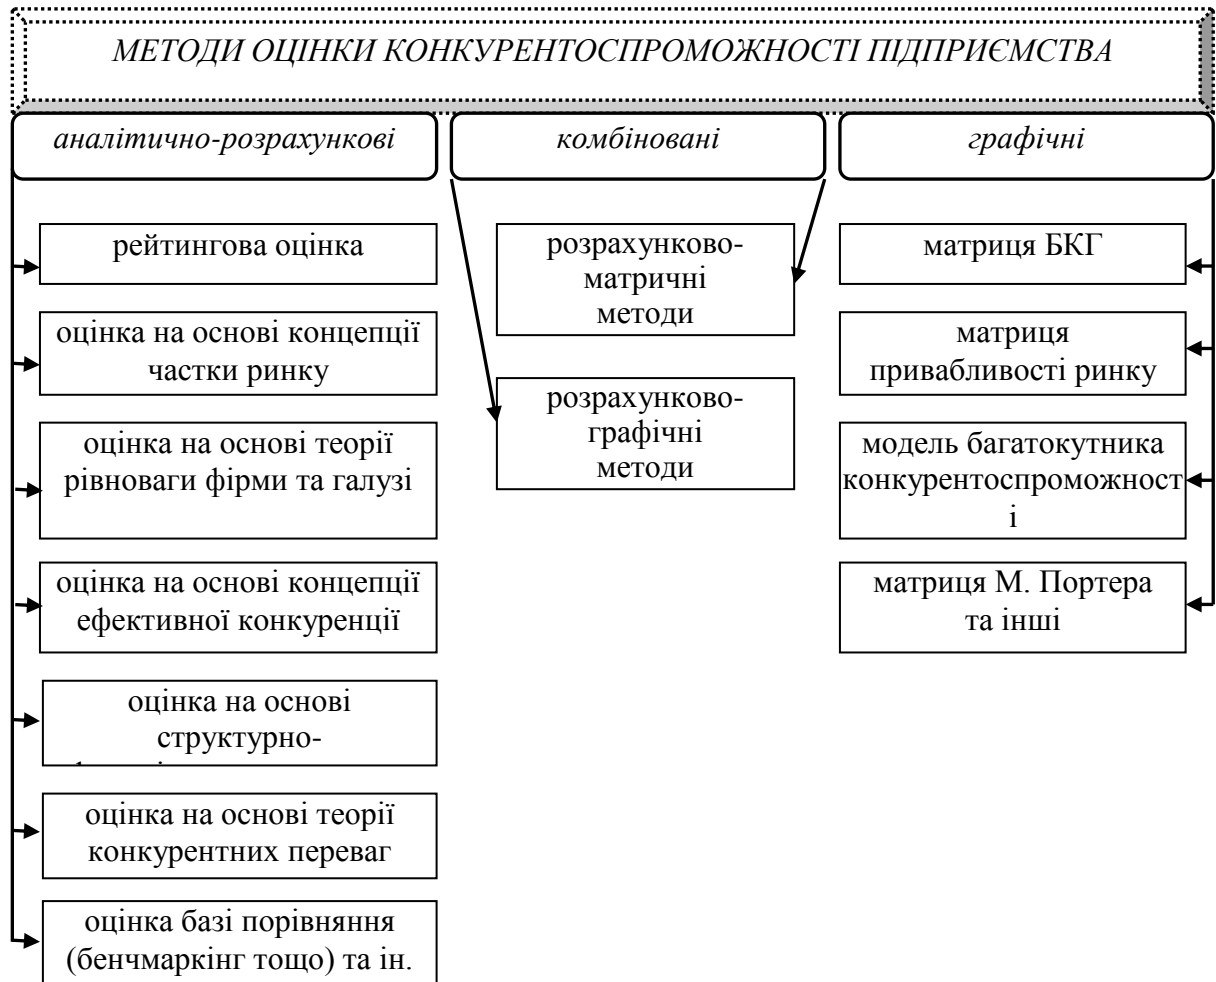 МЕТОДИ ОЦІНКИ КОНКУРЕНТОСПРОМОЖНОСТІ ПІДПРИЄМСТВА
аналітично-розрахункові
рейтингова оцінка
оцінка на основі концепції
частки ринку
оцінка на основі теорії
рівноваги фірми та галузі
оцінка на основі концепції
ефективної конкуренції
оцінка на основі
структурно-
оцінка на основі теорії
конкурентних переваг
оцінка базі порівняння
(бенчмаркінг тощо) та ін.
комбіновані
розрахунково-
матричні
методи
розрахунково-
графічні
методи
графічні
матриця БКГ
матриця
привабливості ринку
модель багатокутника
конкурентоспроможност
і
матриця М. Портера
та інші